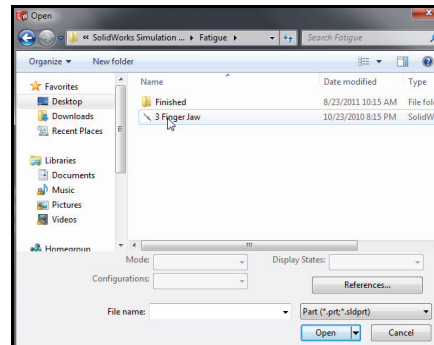 Open
« SolidWorks Simulation ... ▸ Fatigue ▸
Search Fatigue
Organize
New folder
Name
Date modified
Type
Favorites
Desktop
Downloads
Recent Places
Libraries
Documents
Music
Pictures
Videos
Homegroup
Finished
8/23/2011 10:15 AM
File fol
3 Finger Jaw
10/23/2010 8:15 PM
SolidW
Mode:
Display States:
Configurations:
References...
File name:
Part (*.prt;*.sldprt)
Open
Cancel